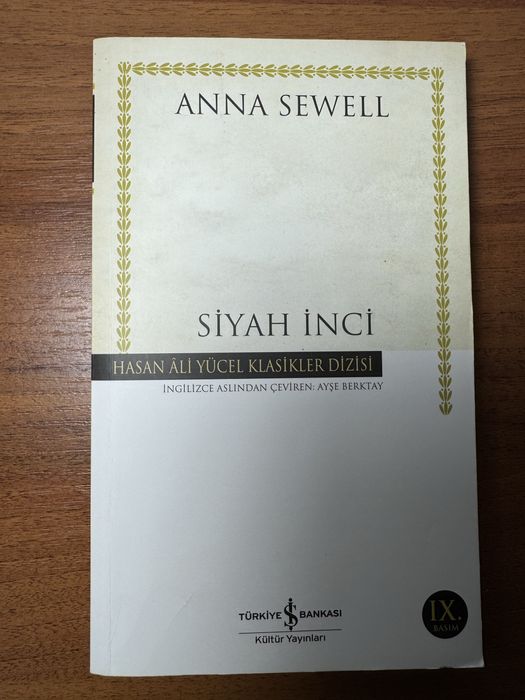 ANNA SEWELL
SİYAH İNCİ
HASAN ÂLİ YÜCEL KLASİKLER DİZİSİ
İNGİLİZCE ASLINDAN ÇEVİREN: AYŞE BERKTAY
TÜRKİYE İŞ BANKASI
Kültür Yayınları
IX.
BASIM